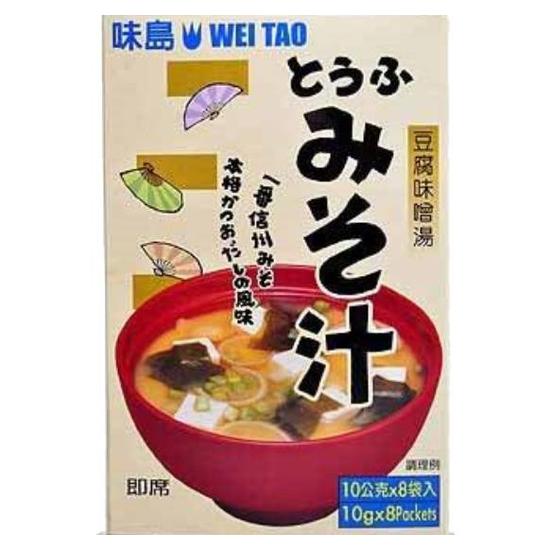 味島 WEI TAO
とうふ
みそ汁
豆腐味噌湯
一番信州みそ
本格かつおだしの風味
調理例
即席
10公克x8袋入
10gx8Packets